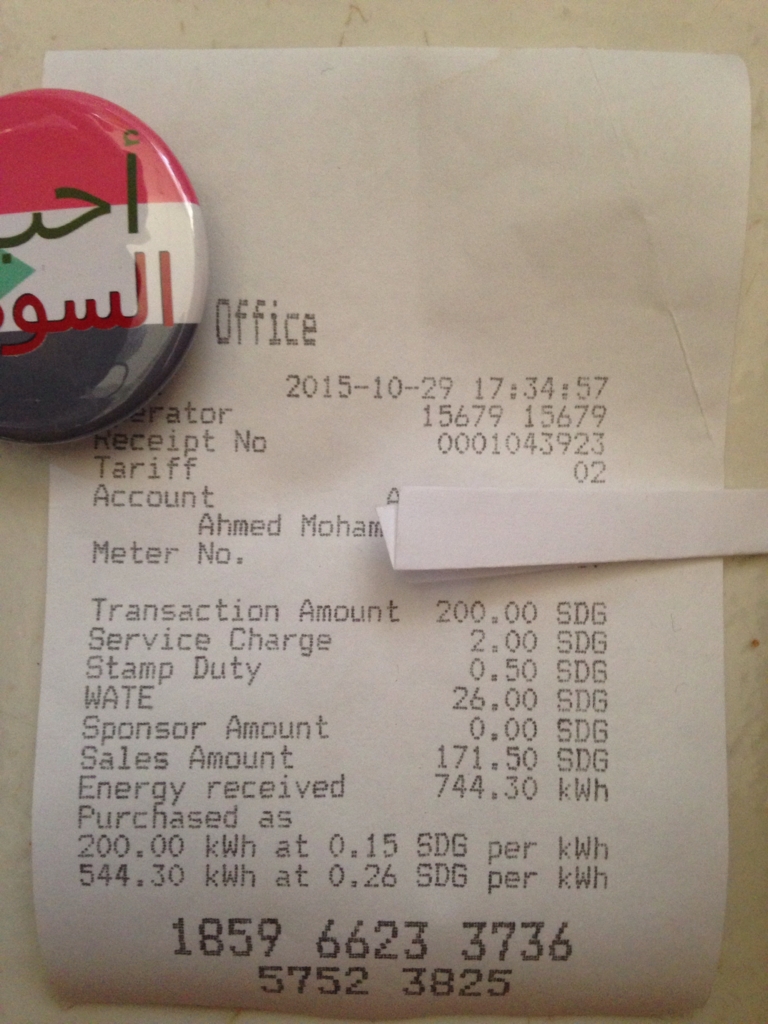 أحب
Office
2015-10-29 17:34:57
15679 15679
Receipt No 0001043923
Tariff 02
Account
Ahmed
Meter No.
Transaction Amount 200.00 SDG
Service Charge 2.00 SDG
Stamp Duty 0.50 SDG
WATE 26.00 SDG
Sponsor Amount 0.00 SDG
Sales Amount 171.50 SDG
Energy received 744.30 kWh
Purchased as
200.00 kWh at 0.15 SDG per kWh
544.30 kWh at 0.26 SDG per kWh
1859 6623 3736
5752 3825